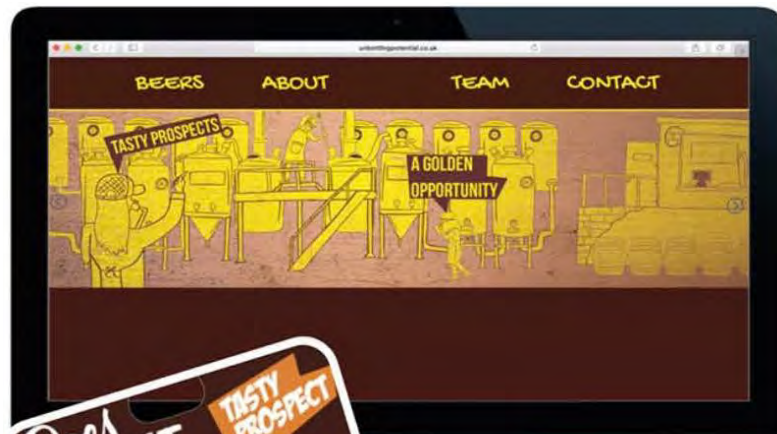 unbottlingpotential.co.uk
BEERS ABOUT TEAM CONTACT
TASTY PROSPECTS
A GOLDEN
OPPORTUNITY
TASTY
PROSPECT